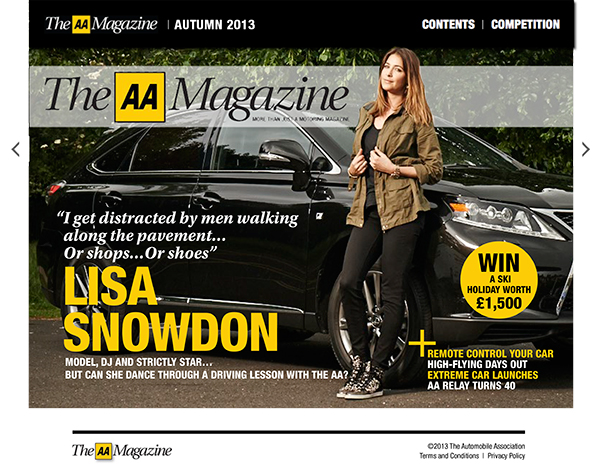 The AA Magazine | AUTUMN 2013
CONTENTS | COMPETITION
The AA Magazine
MORE THAN JUST A MOTORING MAGAZINE
“I get distracted by men walking
along the pavement...
Or shops...Or shoes”
LISA
SNOWDON
MODEL, DJ AND STRICTLY STAR...
BUT CAN SHE DANCE THROUGH A DRIVING LESSON WITH THE AA?
WIN
A SKI
HOLIDAY WORTH
£1,500
+
REMOTE CONTROL YOUR CAR
HIGH-FLYING DAYS OUT
EXTREME CAR LAUNCHES
AA RELAY TURNS 40
The AA Magazine
©2013 The Automobile Association
Terms and Conditions | Privacy Policy